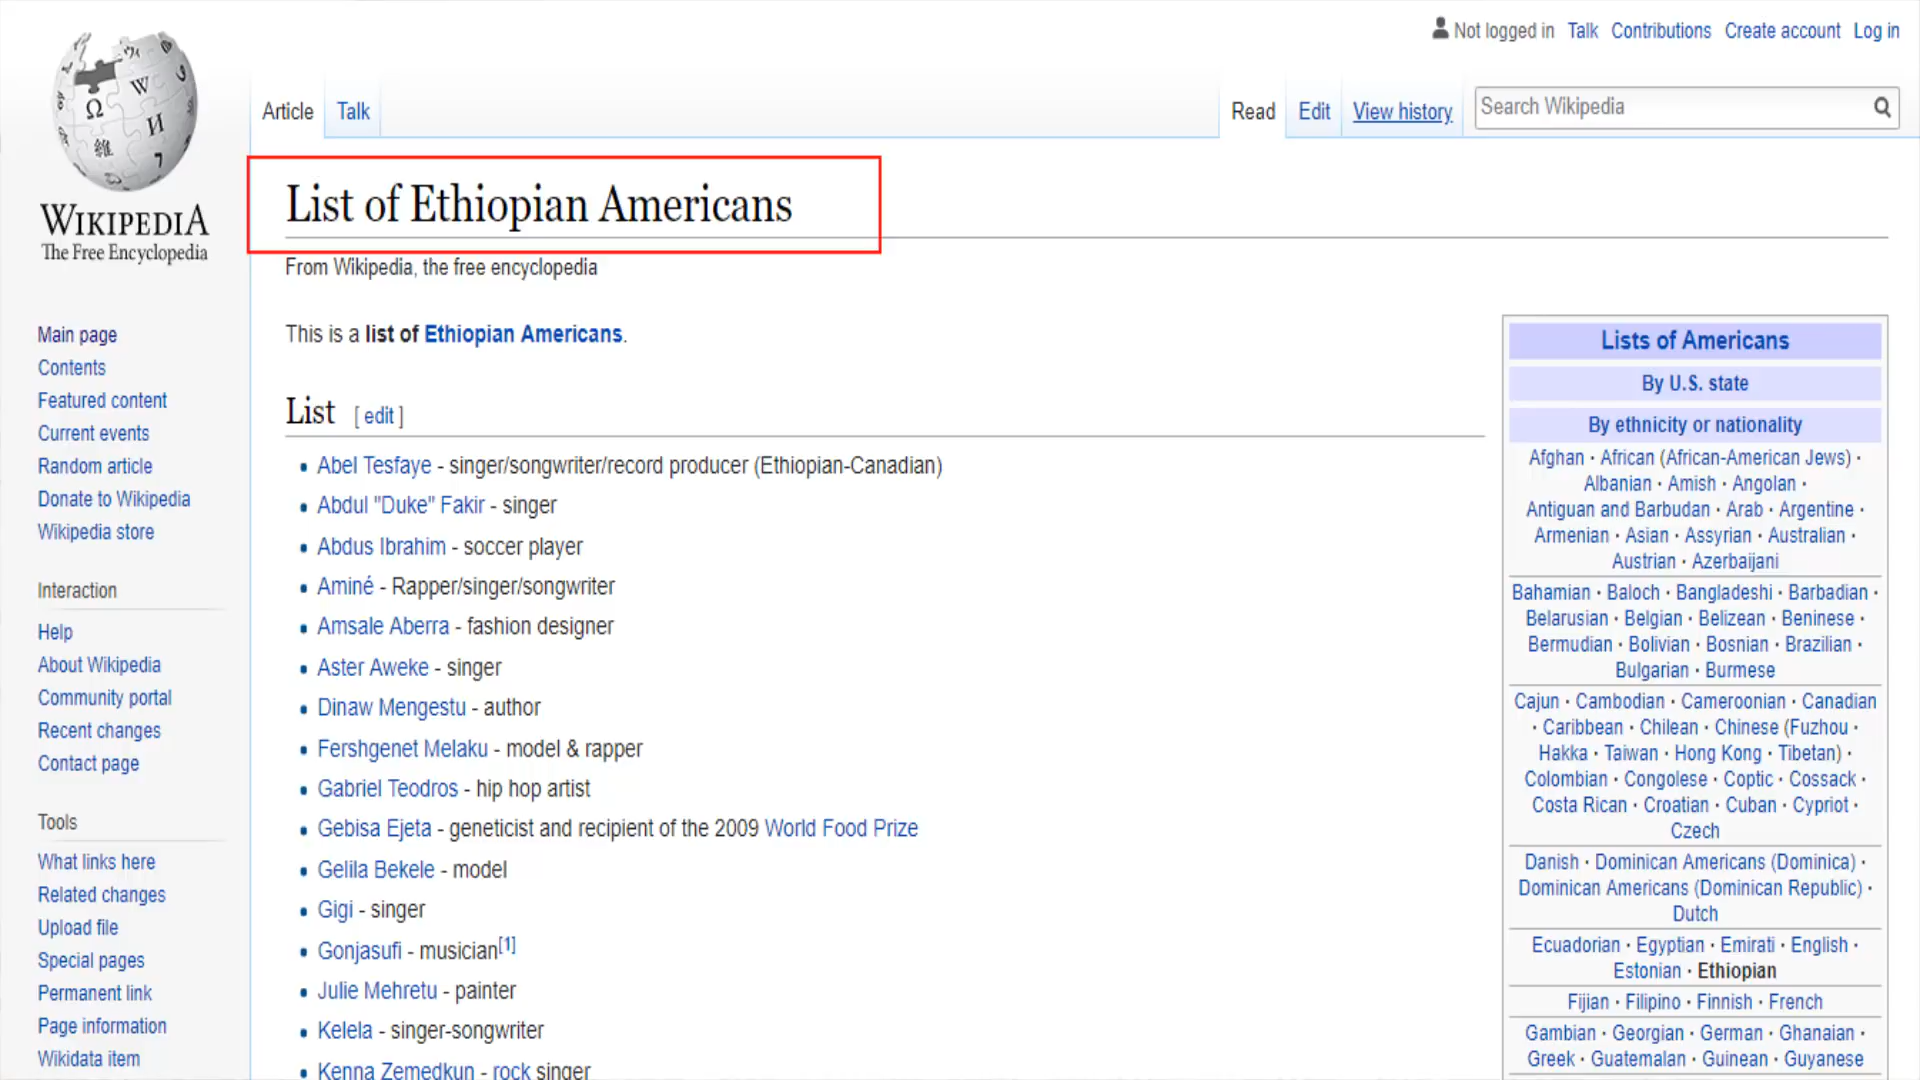 Not logged in Talk Contributions Create account Log in
Article Talk Read Edit View history Search Wikipedia
WIKIPEDIA
The Free Encyclopedia
Main page
Contents
Featured content
Current events
Random article
Donate to Wikipedia
Wikipedia store
Interaction
Help
About Wikipedia
Community portal
Recent changes
Contact page
Tools
What links here
Related changes
Upload file
Special pages
Permanent link
Page information
Wikidata item
List of Ethiopian Americans
From Wikipedia, the free encyclopedia
This is a list of Ethiopian Americans.
List [ edit ]
• Abel Tesfaye - singer/songwriter/record producer (Ethiopian-Canadian)
• Abdul "Duke" Fakir - singer
• Abdus Ibrahim - soccer player
• Aminé - Rapper/singer/songwriter
• Amsale Aberra - fashion designer
• Aster Aweke - singer
• Dinaw Mengestu - author
• Fershgenet Melaku - model & rapper
• Gabriel Teodros - hip hop artist
• Gebisa Ejeta - geneticist and recipient of the 2009 World Food Prize
• Gelila Bekele - model
• Gigi - singer
• Gonjasufi - musician[1]
• Julie Mehretu - painter
• Kelela - singer-songwriter
• Kenna Zemedkun - rock singer
Lists of Americans
By U.S. state
By ethnicity or nationality
Afghan · African (African-American Jews) ·
Albanian · Amish · Angolan ·
Antiguan and Barbudan · Arab · Argentine ·
Armenian · Asian · Assyrian · Australian ·
Austrian · Azerbaijani
Bahamian · Baloch · Bangladeshi · Barbadian ·
Belarusian · Belgian · Belizean · Beninese ·
Bermudian · Bolivian · Bosnian · Brazilian ·
Bulgarian · Burmese
Cajun · Cambodian · Cameroonian · Canadian
· Caribbean · Chilean · Chinese (Fuzhou ·
Hakka · Taiwan · Hong Kong · Tibetan) ·
Colombian · Congolese · Coptic · Cossack ·
Costa Rican · Croatian · Cuban · Cypriot ·
Czech
Danish · Dominican Americans (Dominica) ·
Dominican Americans (Dominican Republic) ·
Dutch
Ecuadorian · Egyptian · Emirati · English ·
Estonian · Ethiopian
Fijian · Filipino · Finnish · French
Gambian · Georgian · German · Ghanaian ·
Greek · Guatemalan · Guinean · Guyanese